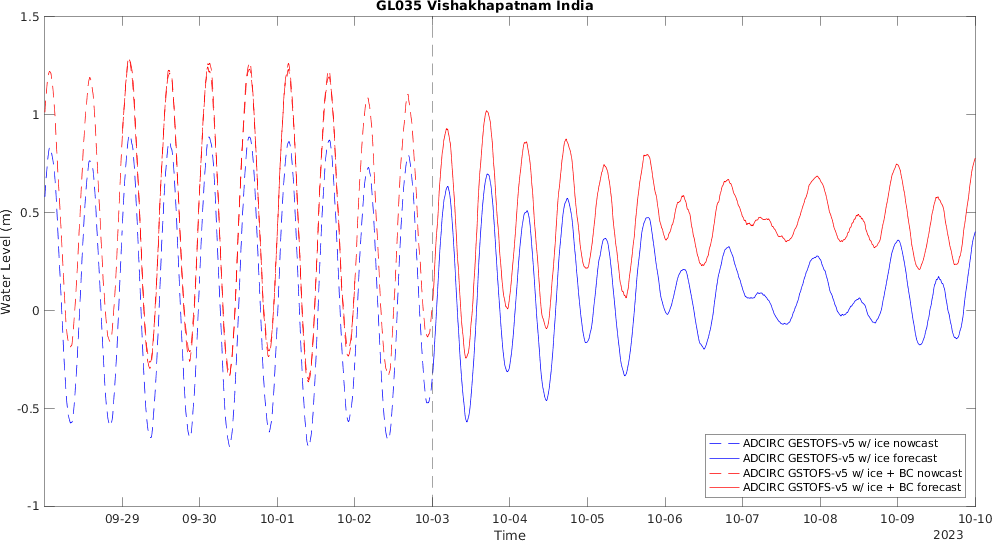 GL035 Vishakhapatnam India
1.5
1
0.5
0
-0.5
-1
Water Level (m)
ADCIRC GESTOFS-v5 w/ ice nowcast
ADCIRC GESTOFS-v5 w/ ice forecast
ADCIRC GSTOFS-v5 w/ ice + BC nowcast
ADCIRC GSTOFS-v5 w/ ice + BC forecast
09-29 09-30 10-01 10-02 10-03 10-04 10-05 10-06 10-07 10-08 10-09 10-10
Time
2023